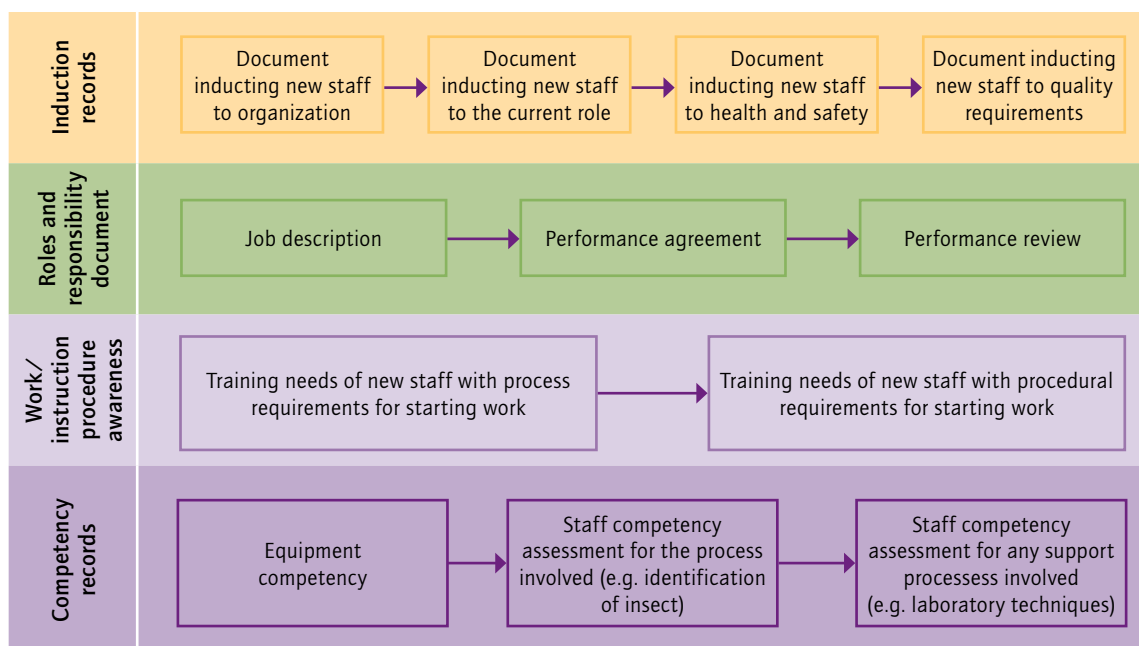 Induction
records
Document
inducting new staff
to organization
Document
inducting new staff
to the current role
Document
inducting new staff
to health and safety
Document inducting
new staff to quality
requirements
Roles and
responsibility
document
Job description
Performance agreement
Performance review
Work/
instruction
procedure
awareness
Training needs of new staff with process
requirements for starting work
Training needs of new staff with procedural
requirements for starting work
Competency
records
Equipment
competency
Staff competency
assessment for the process
involved (e.g. identification
of insect)
Staff competency
assessment for any support
processess involved
(e.g. laboratory techniques)